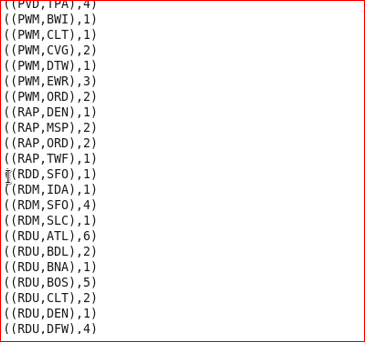 ((PVD,TPA),4)
((PWM,BWI),1)
((PWM,CLT),1)
((PWM,CVG),2)
((PWM,DTW),1)
((PWM,EWR),3)
((PWM,ORD),2)
((RAP,DEN),1)
((RAP,MSP),2)
((RAP,ORD),2)
((RAP,TWF),1)
((RDD,SFO),1)
((RDM,IDA),1)
((RDM,SFO),4)
((RDM,SLC),1)
((RDU,ATL),6)
((RDU,BDL),2)
((RDU,BNA),1)
((RDU,BOS),5)
((RDU,CLT),2)
((RDU,DEN),1)
((RDU,DFW),4)